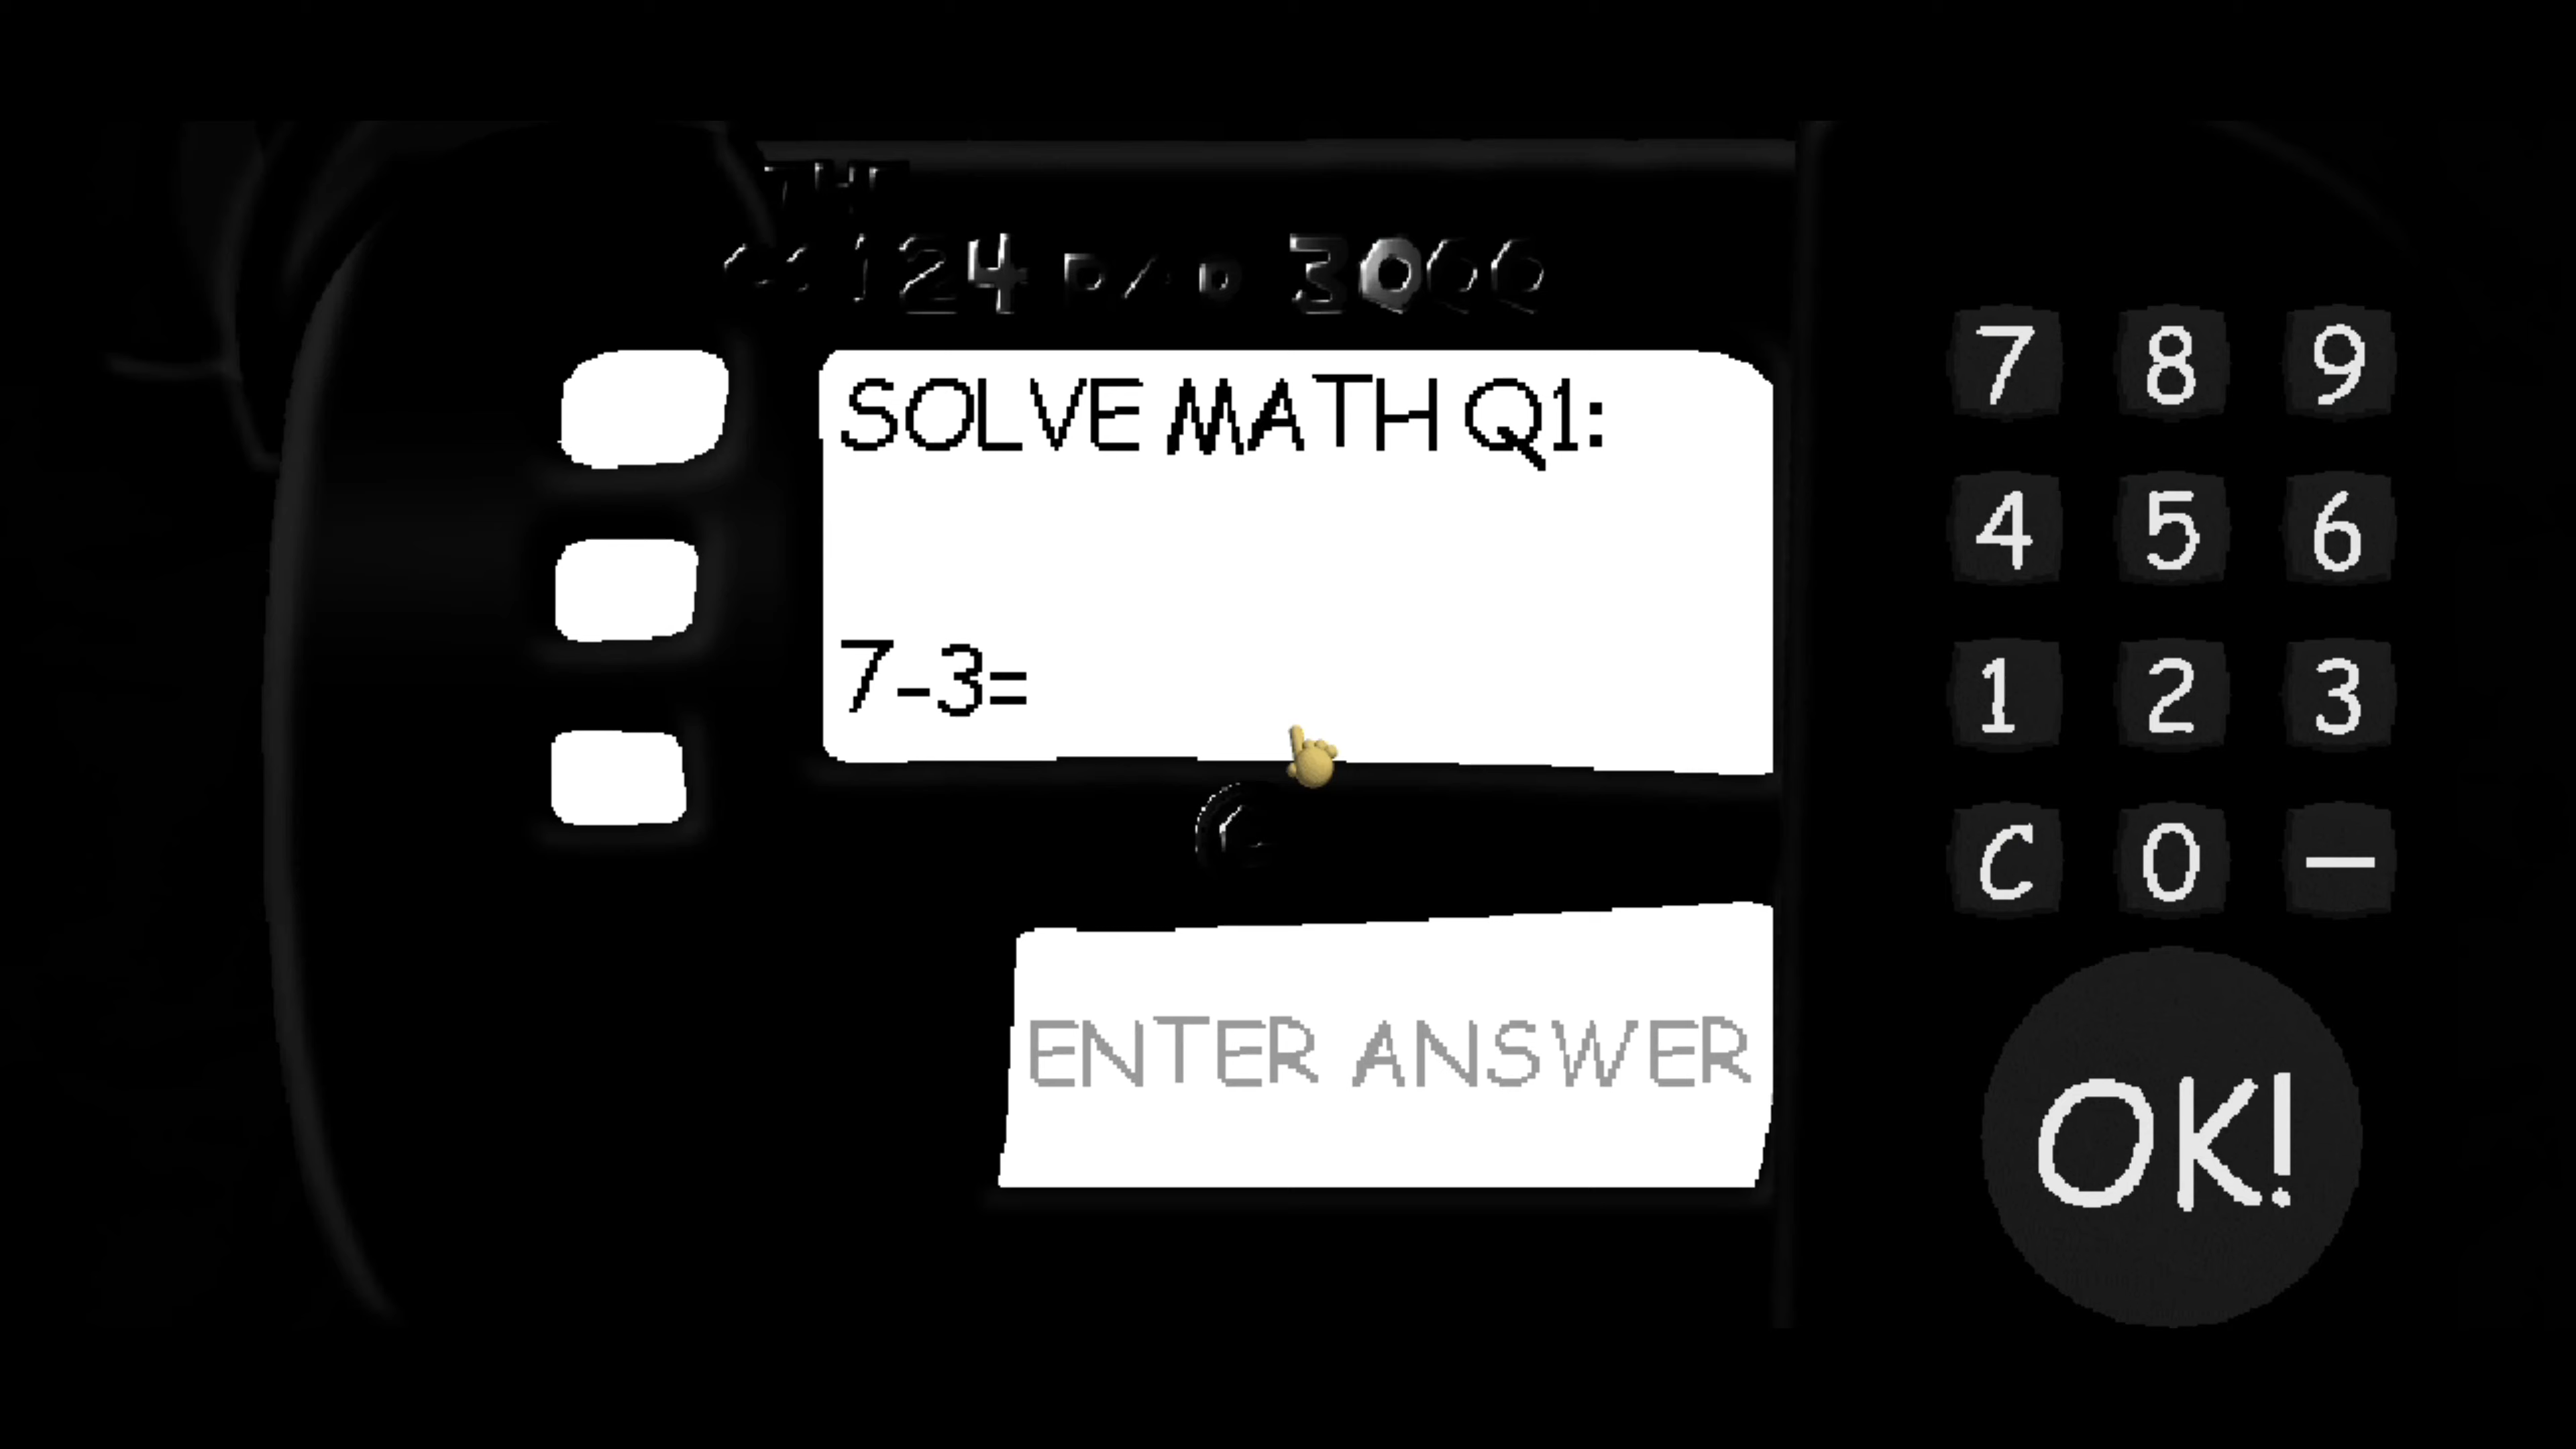 SOLVE MATH Q1:
7-3=
ENTER ANSWER
7 8 9
4 5 6
1 2 3
C 0 —
OK!